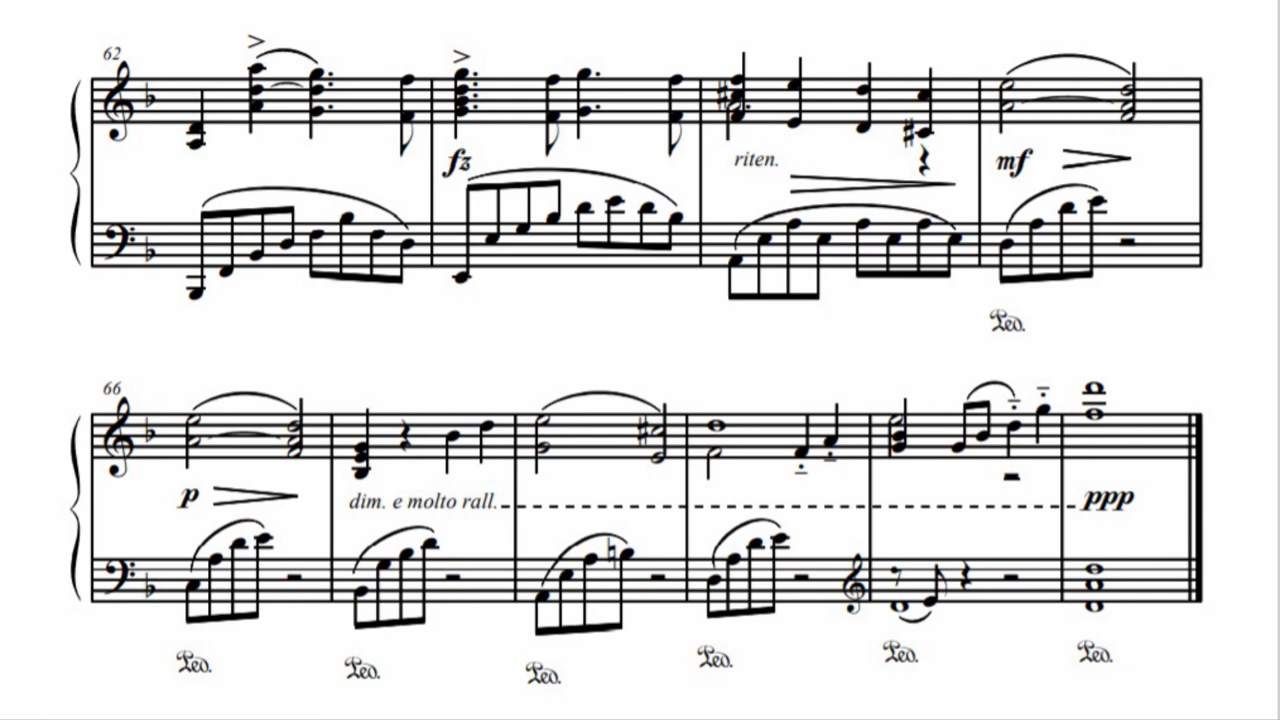 62
fz
riten.
mf
Ped.
66
p
dim. e molto rall.
ppp
Ped. Ped. Ped. Ped. Ped. Ped.